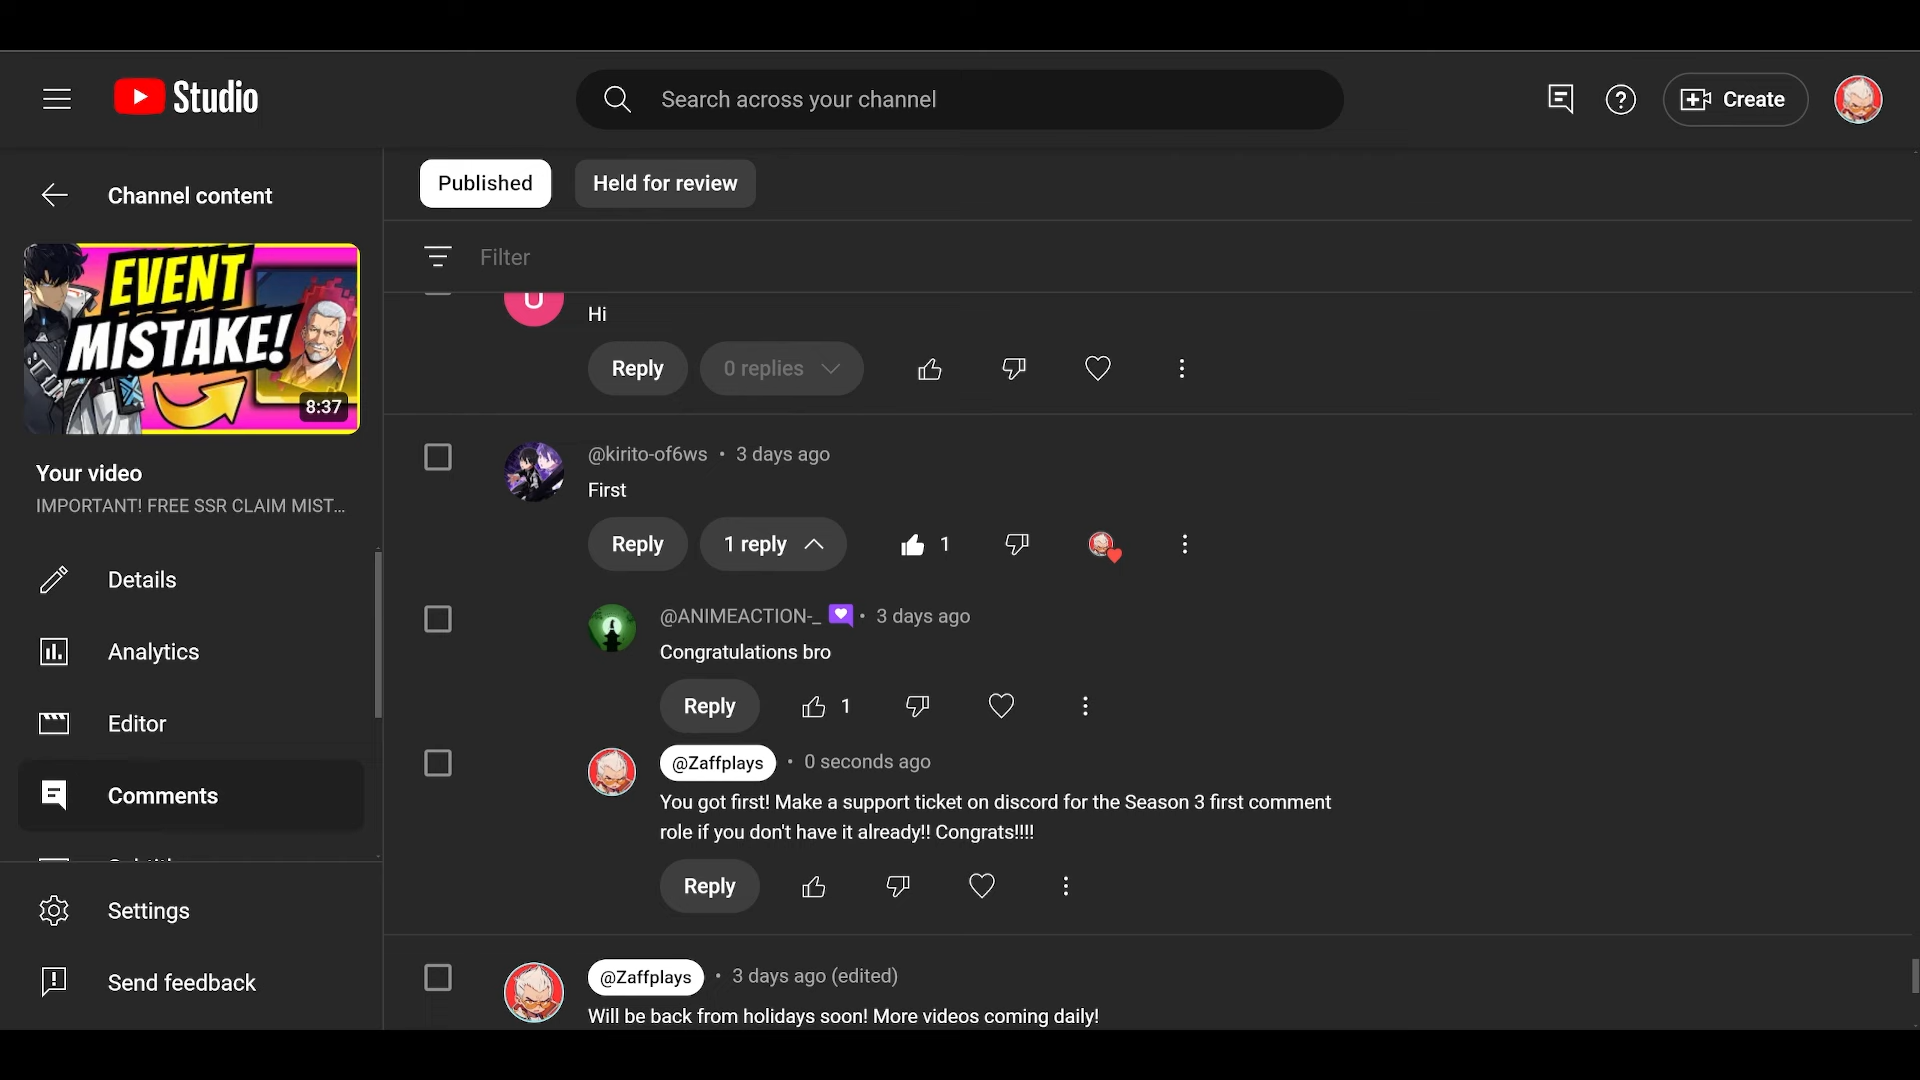 Studio
Search across your channel
Create
Channel content
Published
Held for review
EVENT
MISTAKE!
8:37
Filter
U
Hi
Reply
0 replies
Your video
IMPORTANT! FREE SSR CLAIM MIST...
@kirito-of6ws • 3 days ago
First
Reply
1 reply
1
Details
Analytics
Editor
Comments
@ANIMEACTION-_ • 3 days ago
Congratulations bro
Reply
1
@Zaffplays • 0 seconds ago
You got first! Make a support ticket on discord for the Season 3 first comment
role if you don't have it already!! Congrats!!!!
Reply
Settings
Send feedback
@Zaffplays • 3 days ago (edited)
Will be back from holidays soon! More videos coming daily!